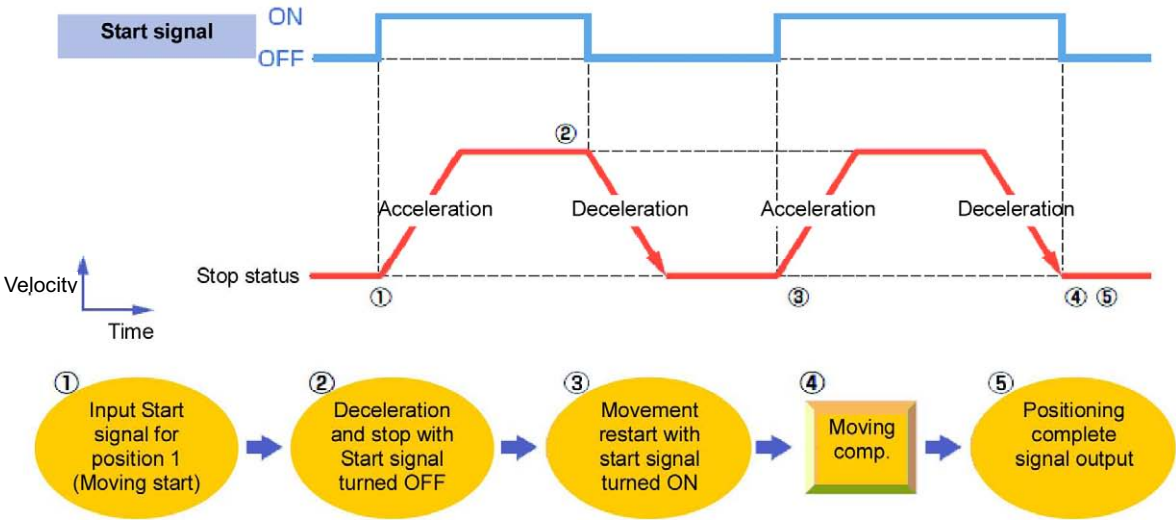 ON
Start signal
OFF
②
Acceleration
Deceleration
Acceleration
Deceleration
Stop status
Velocity
Time
①
③
④ ⑤
①
Input Start
signal for
position 1
(Moving start)
②
Deceleration
and stop with
Start signal
turned OFF
③
Movement
restart with
start signal
turned ON
④
Moving
comp.
⑤
Positioning
complete
signal output